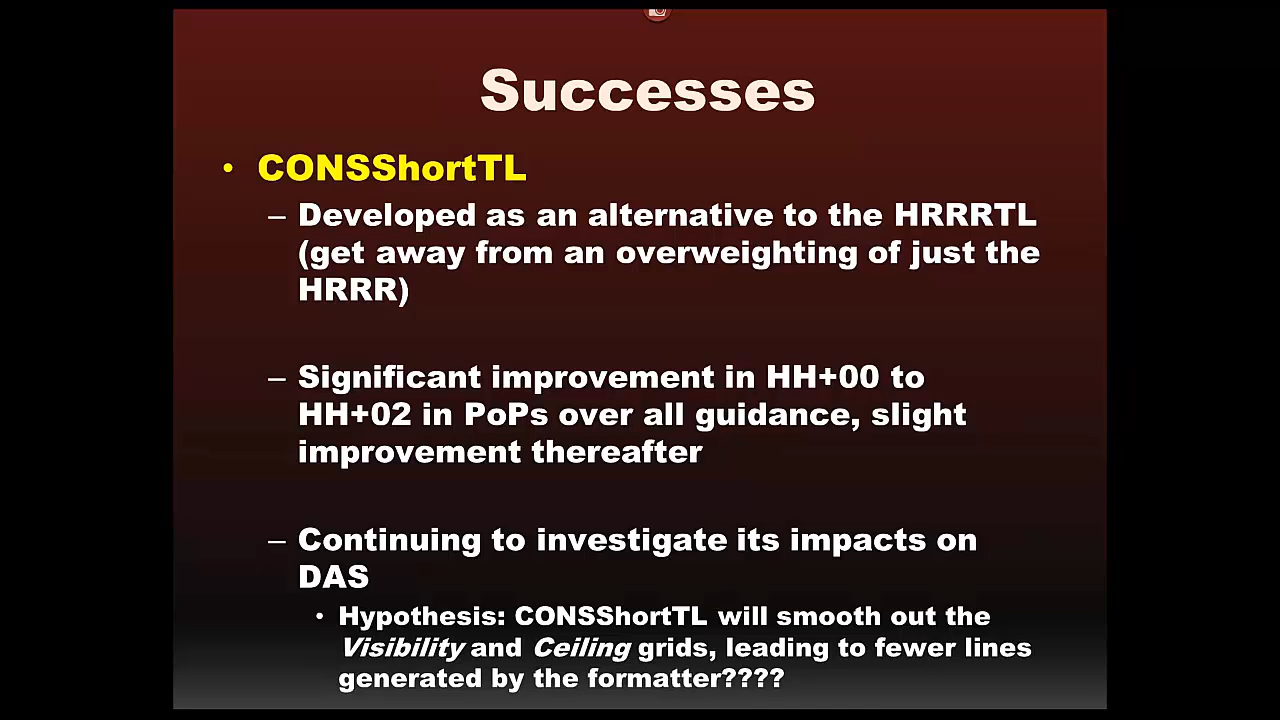 Successes
• CONSShortTL
– Developed as an alternative to the HRRRTL
(get away from an overweighting of just the
HRRR)
– Significant improvement in HH+00 to
HH+02 in PoPs over all guidance, slight
improvement thereafter
– Continuing to investigate its impacts on
DAS
• Hypothesis: CONSShortTL will smooth out the
Visibility and Ceiling grids, leading to fewer lines
generated by the formatter????